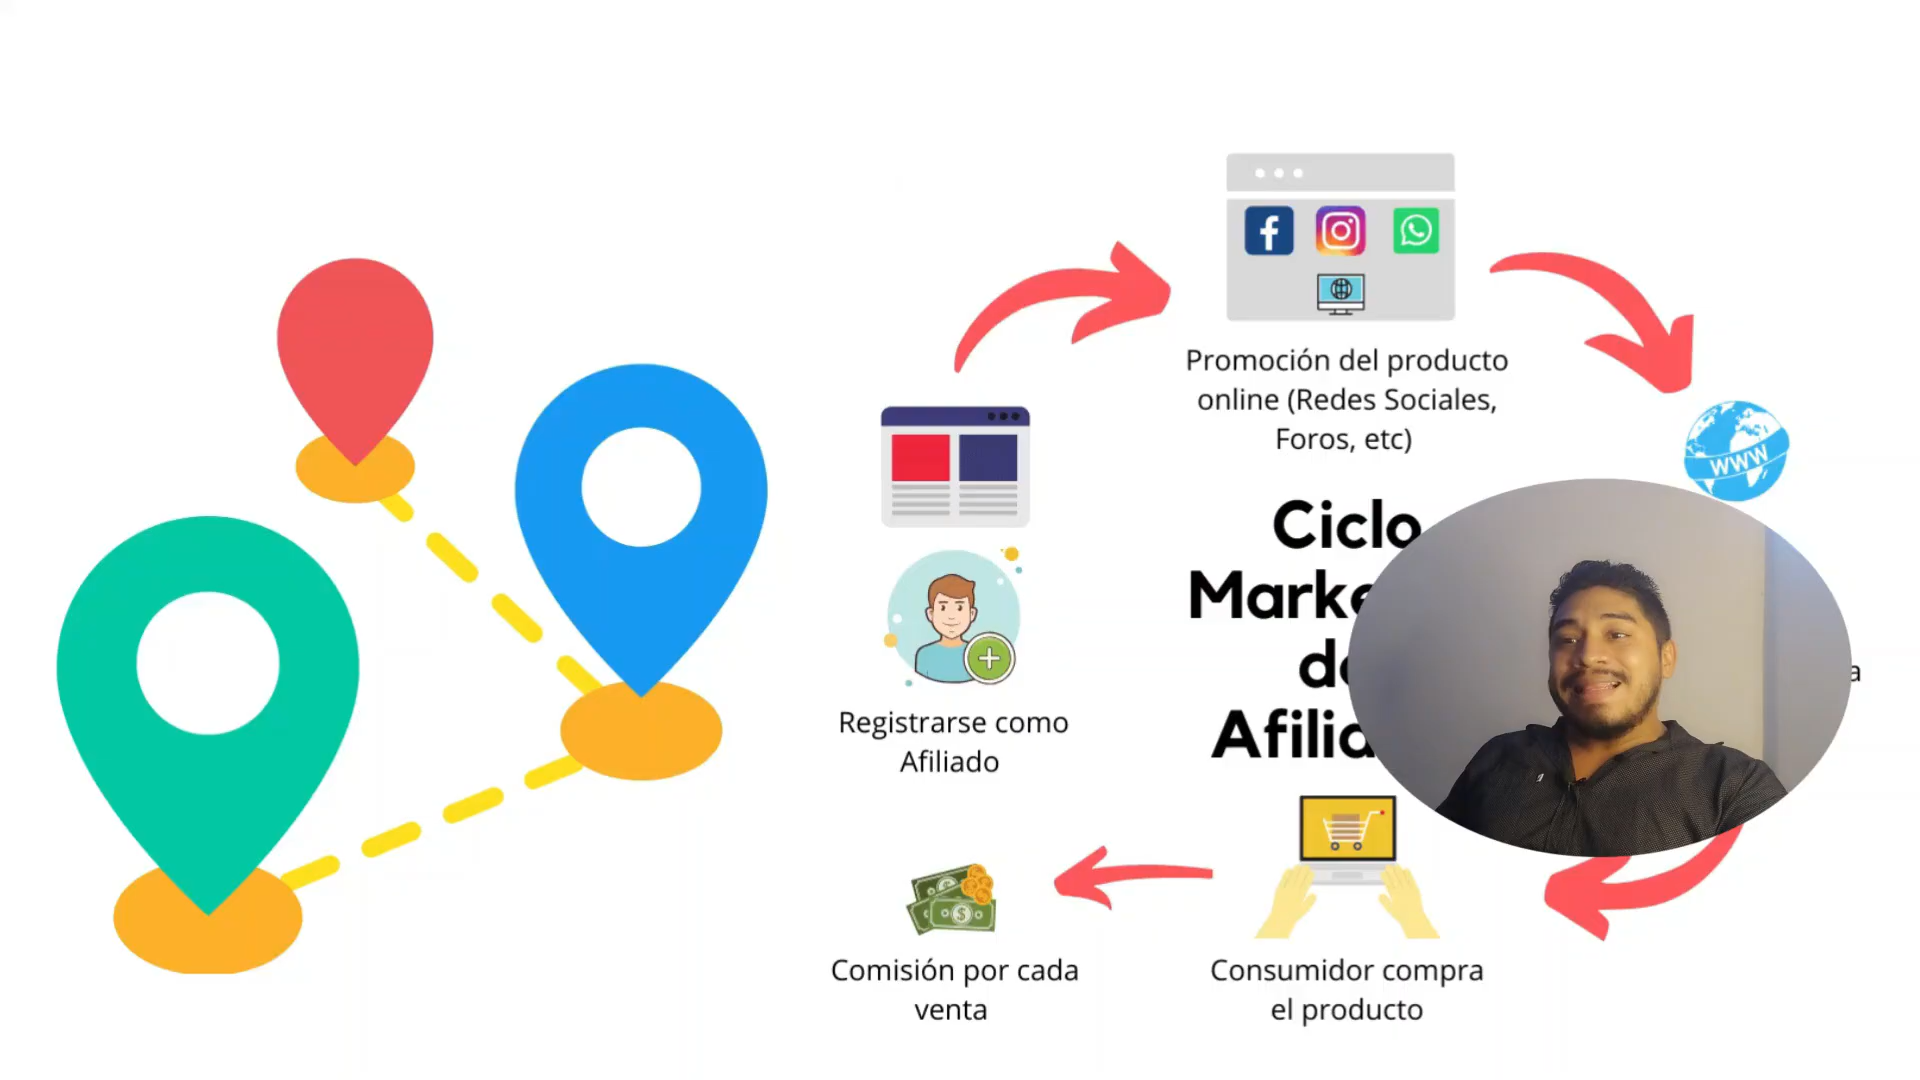 Promoción del producto
online (Redes Sociales,
Foros, etc)
www
Ciclo
Afilia
Registrarse como
Afiliado
Comisión por cada
venta
Consumidor compra
el producto